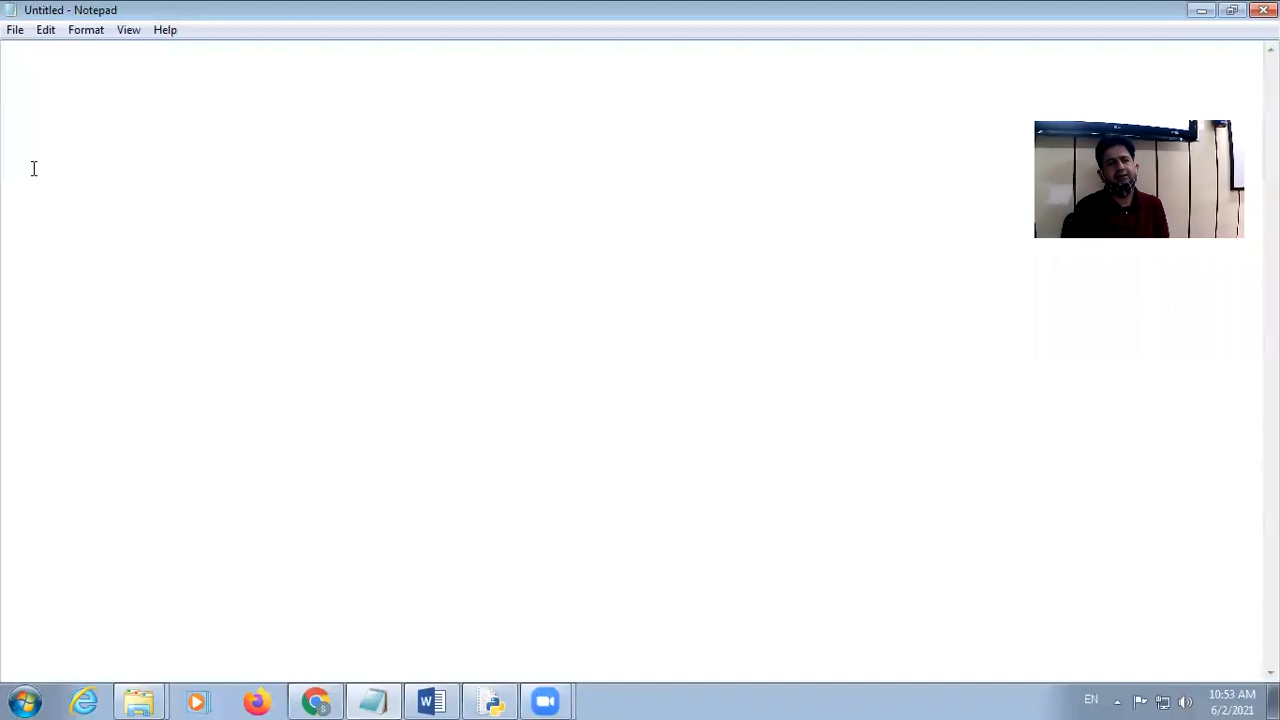 Untitled - Notepad
File Edit Format View Help
EN
10:53 AM
6/2/2021